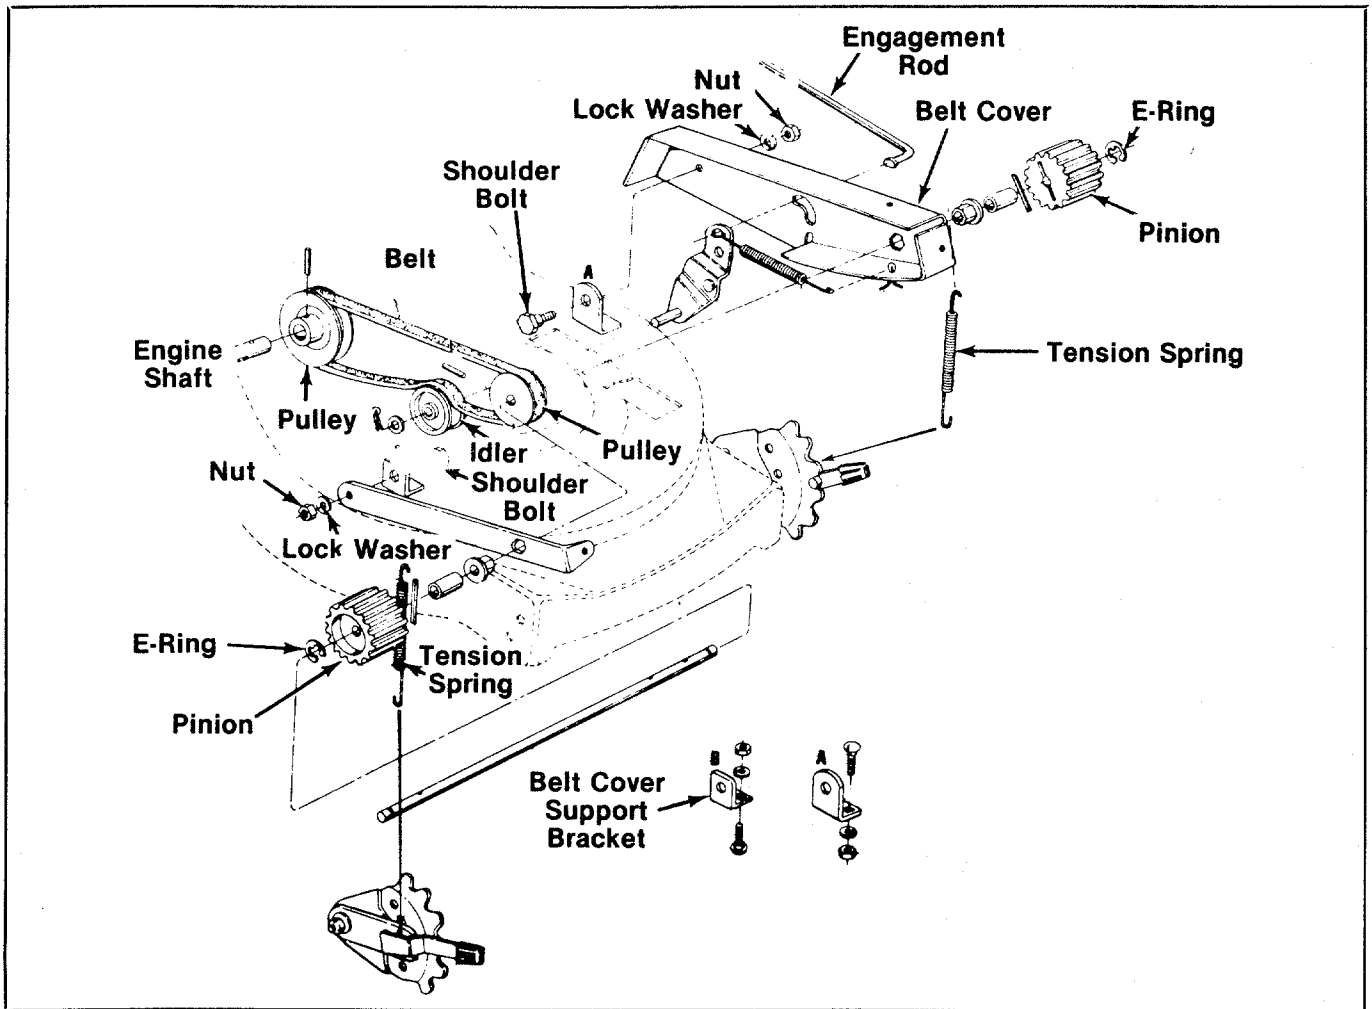 Engagement
Rod
Nut
Lock Washer
Belt Cover
E-Ring
Shoulder
Bolt
Pinion
Belt
A
Engine
Shaft
Tension Spring
Pulley
Idler
Pulley
Nut
Shoulder
Bolt
Lock Washer
E-Ring
Tension
Spring
Pinion
B
A
Belt Cover
Support
Bracket